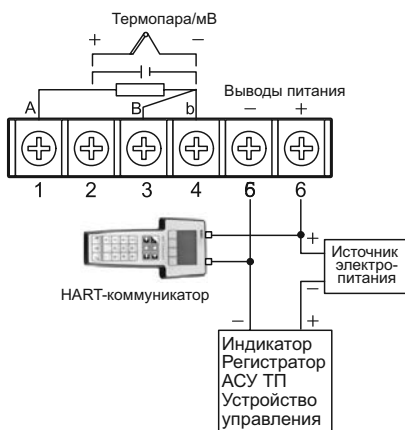 Термопара/мВ
+ −
A B b
Выводы питания
− +
1 2 3 4 6 6
HART-коммуникатор
+
Источник
электро-
питания
−
− +
Индикатор
Регистратор
АСУ ТП
Устройство
управления